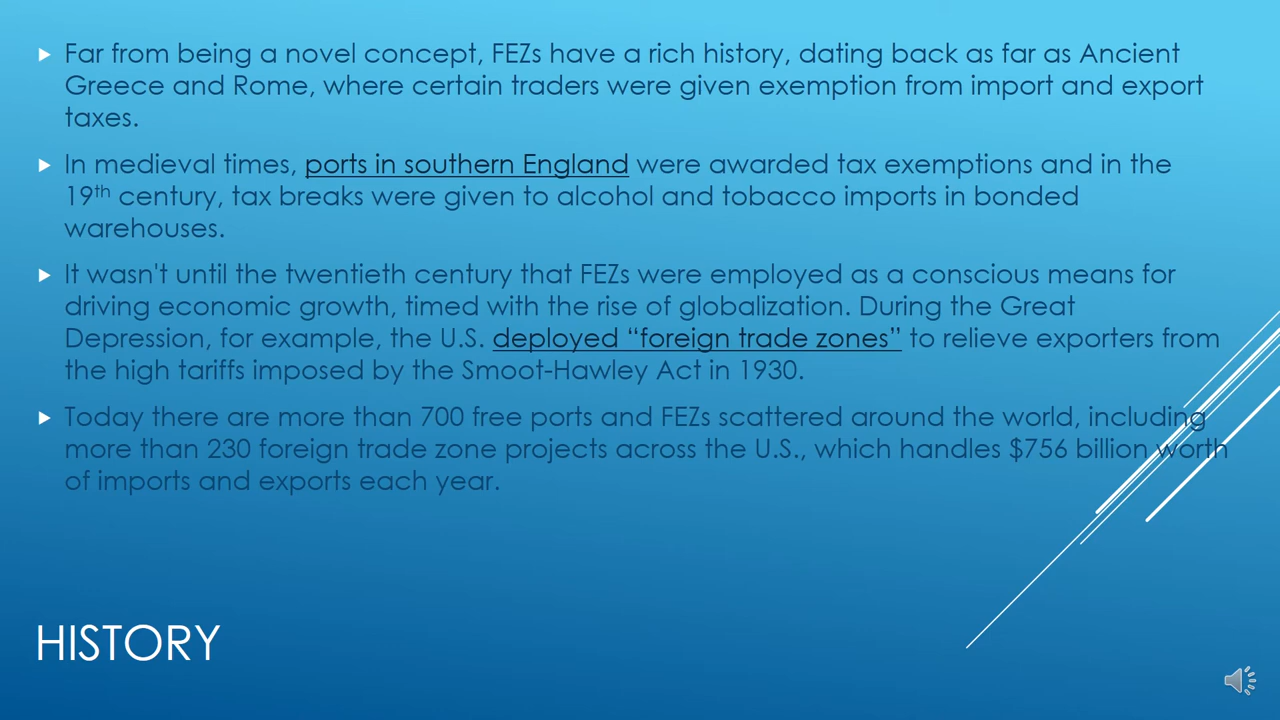 Far from being a novel concept, FEZs have a rich history, dating back as far as Ancient
Greece and Rome, where certain traders were given exemption from import and export
taxes.
In medieval times, ports in southern England were awarded tax exemptions and in the
19th century, tax breaks were given to alcohol and tobacco imports in bonded
warehouses.
It wasn't until the twentieth century that FEZs were employed as a conscious means for
driving economic growth, timed with the rise of globalization. During the Great
Depression, for example, the U.S. deployed “foreign trade zones” to relieve exporters from
the high tariffs imposed by the Smoot-Hawley Act in 1930.
Today there are more than 700 free ports and FEZs scattered around the world, including
more than 230 foreign trade zone projects across the U.S., which handles $756 billion worth
of imports and exports each year.
HISTORY